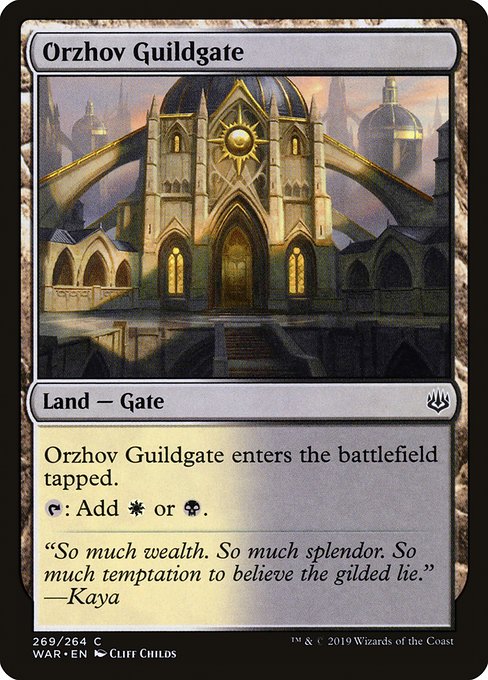 Orzhov Guildgate
Land — Gate
Orzhov Guildgate enters the battlefield
tapped.
: Add or .
“So much wealth. So much splendor. So
much temptation to believe the gilded lie.”
—Kaya
269/264 C
™ & © 2019 Wizards of the Coast
WAR • EN Cliff Childs